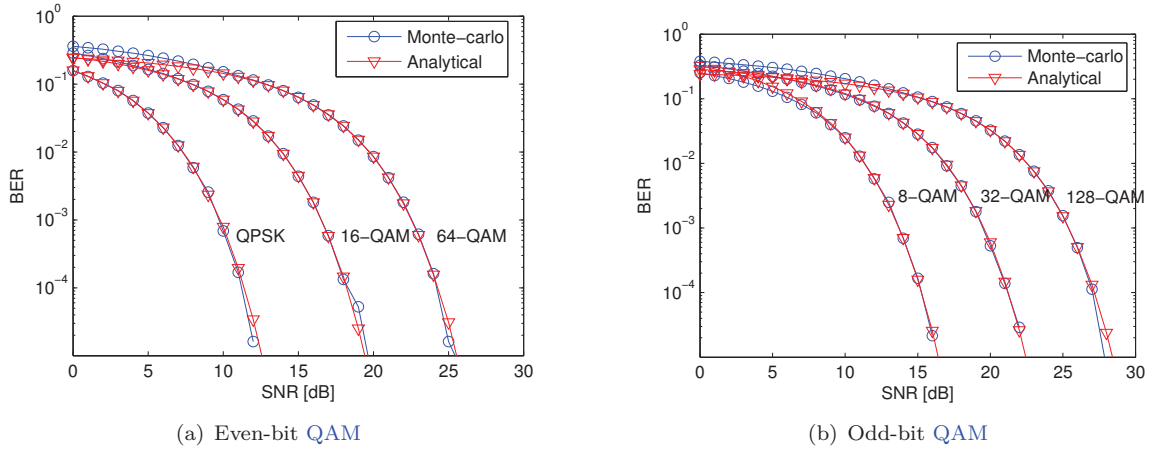 10^0
10^-1
10^-2
10^-3
10^-4
BER
Monte-carlo
Analytical
QPSK
16-QAM
64-QAM
0 5 10 15 20 25 30
SNR [dB]
(a) Even-bit QAM
10^0
10^-1
10^-2
10^-3
10^-4
BER
Monte-carlo
Analytical
8-QAM
32-QAM
128-QAM
0 5 10 15 20 25 30
SNR [dB]
(b) Odd-bit QAM